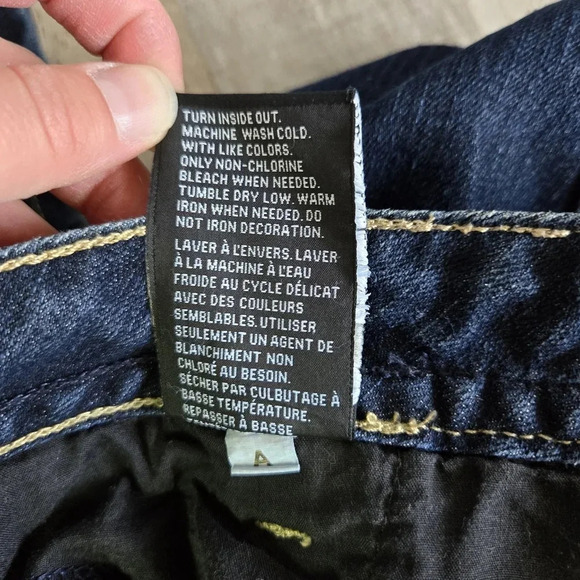 TURN INSIDE OUT.
MACHINE WASH COLD.
WITH LIKE COLORS.
ONLY NON-CHLORINE
BLEACH WHEN NEEDED.
TUMBLE DRY LOW. WARM
IRON WHEN NEEDED. DO
NOT IRON DECORATION.
LAVER À L'ENVERS. LAVER
À LA MACHINE À L'EAU
FROIDE AU CYCLE DÉLICAT
AVEC DES COULEURS
SEMBLABLES. UTILISER
SEULEMENT UN AGENT DE
BLANCHIMENT NON
CHLORÉ AU BESOIN.
SÉCHER PAR CULBUTAGE À
BASSE TEMPÉRATURE.
REPASSER À BASSE
A